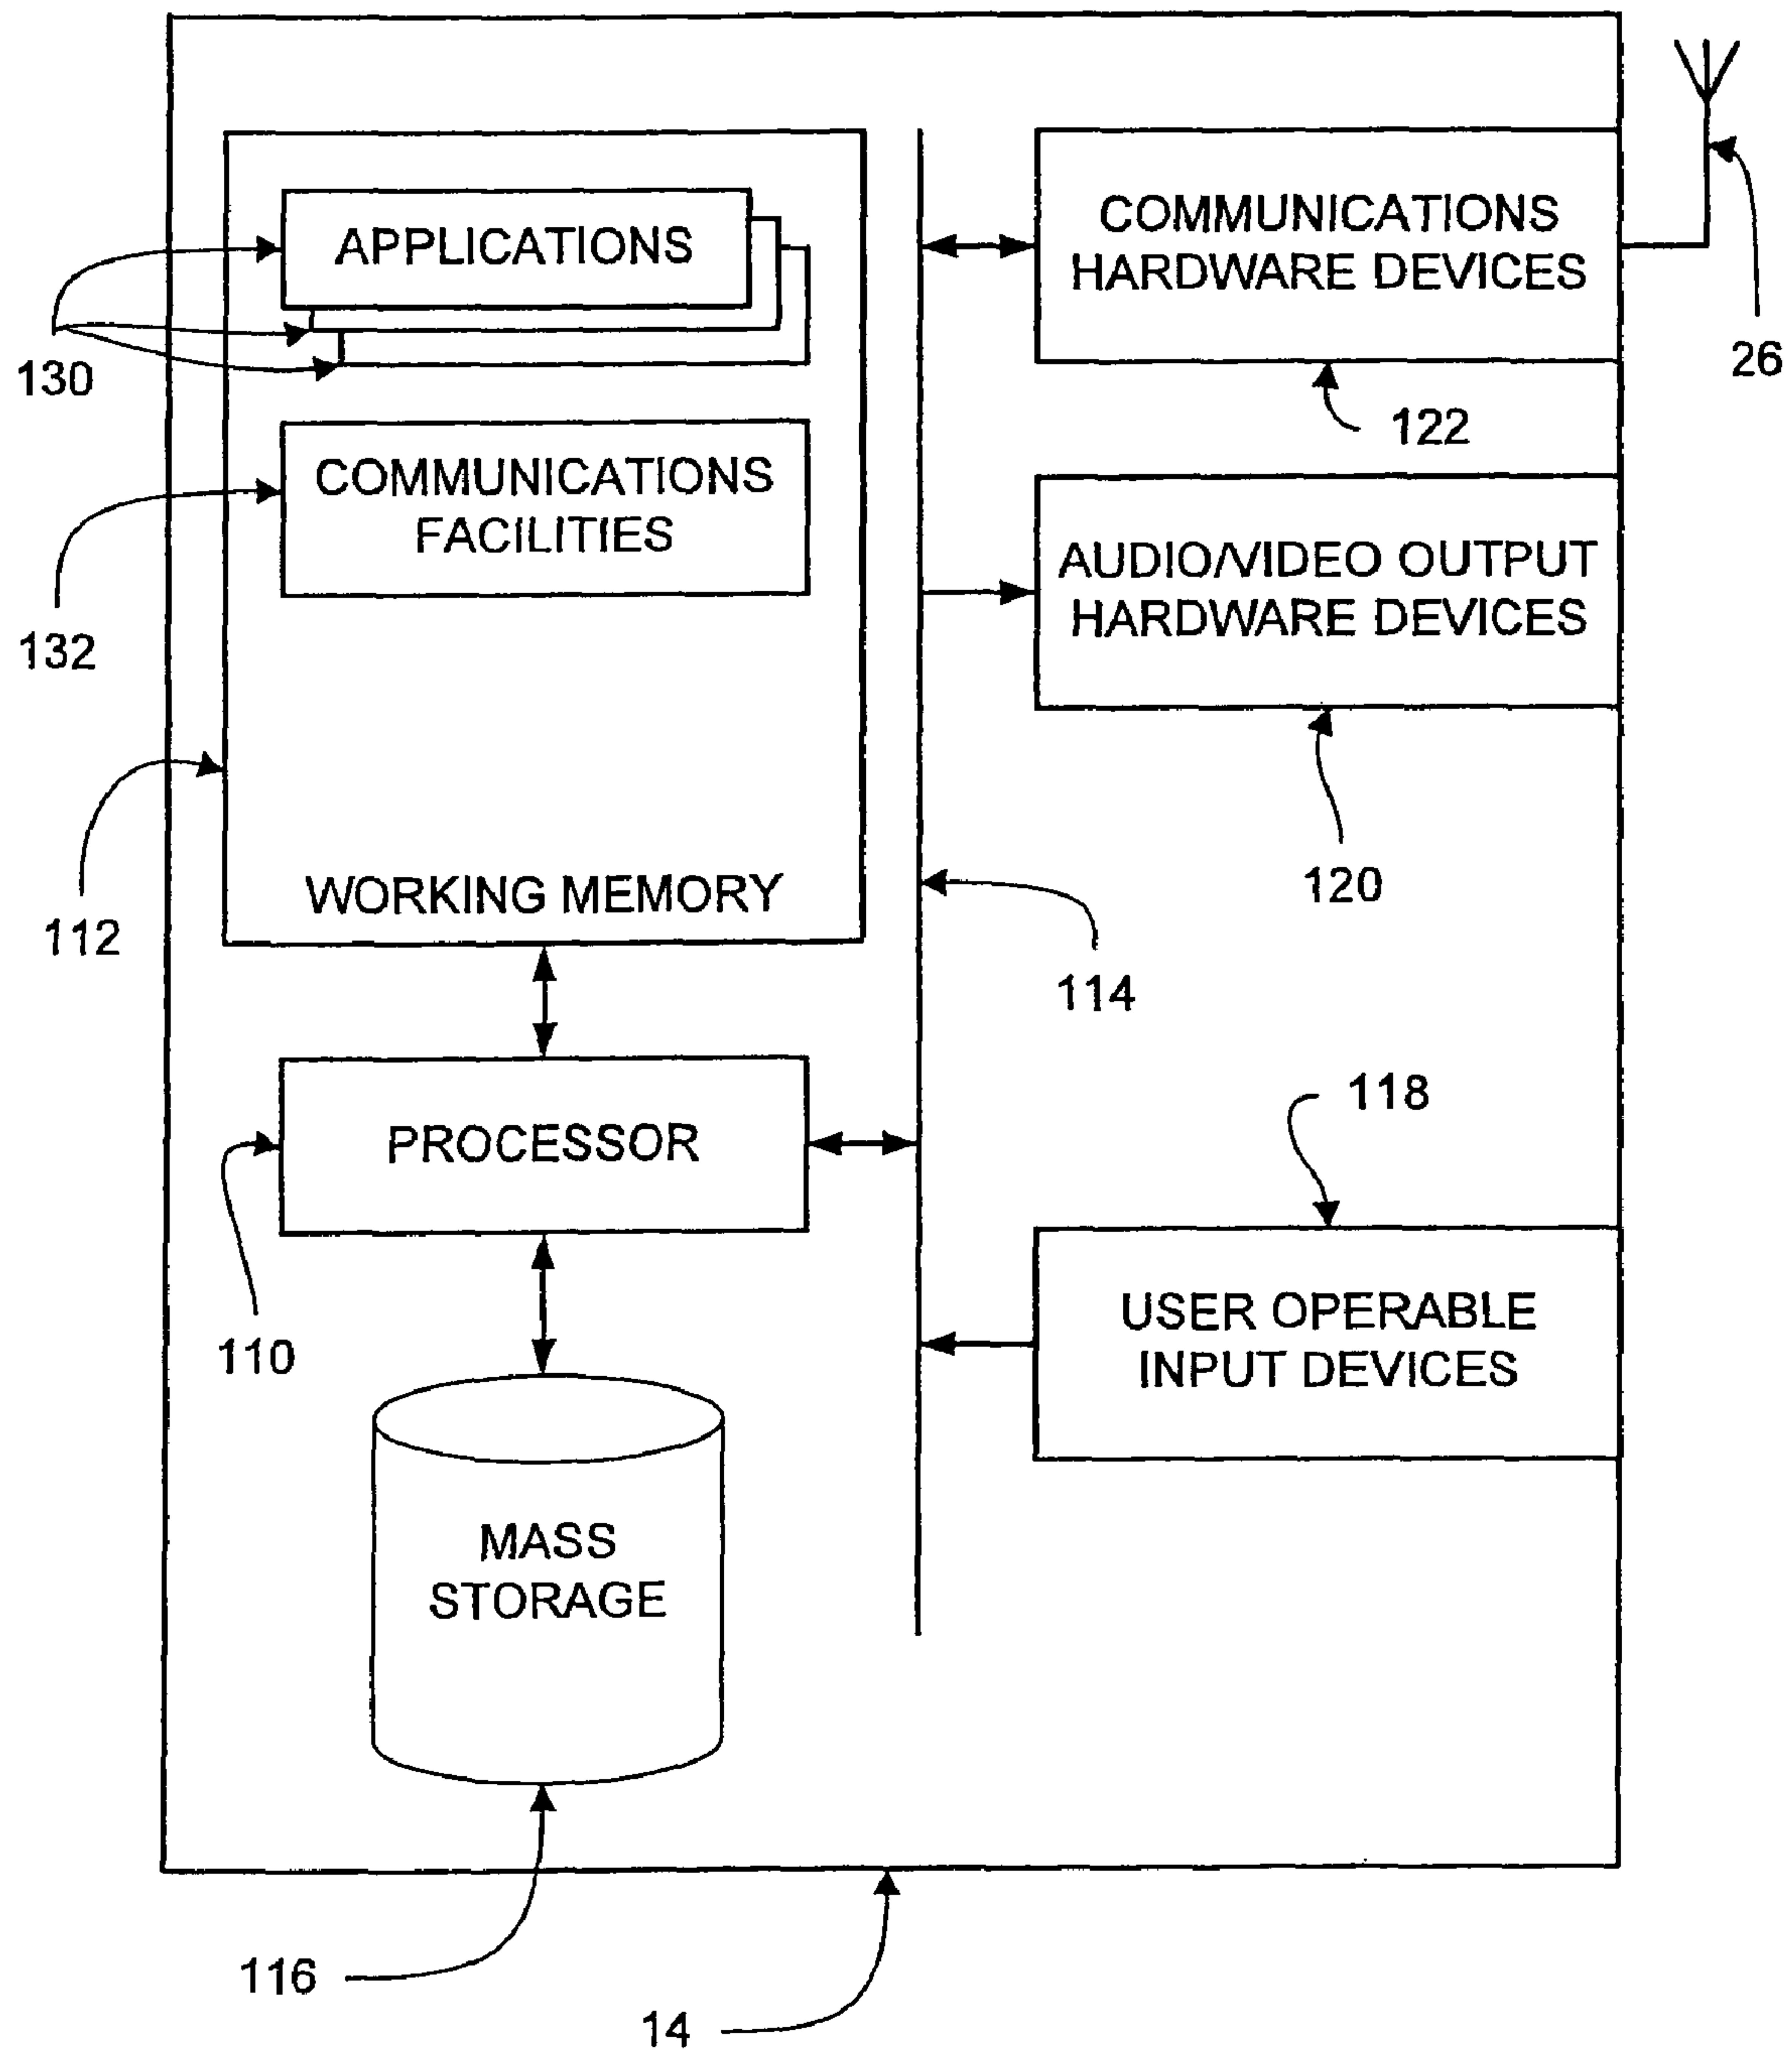 APPLICATIONS
130
COMMUNICATIONS
FACILITIES
132
WORKING MEMORY
112
PROCESSOR
110
MASS
STORAGE
116
COMMUNICATIONS
HARDWARE DEVICES
26
122
AUDIO/VIDEO OUTPUT
HARDWARE DEVICES
120
114
118
USER OPERABLE
INPUT DEVICES
14